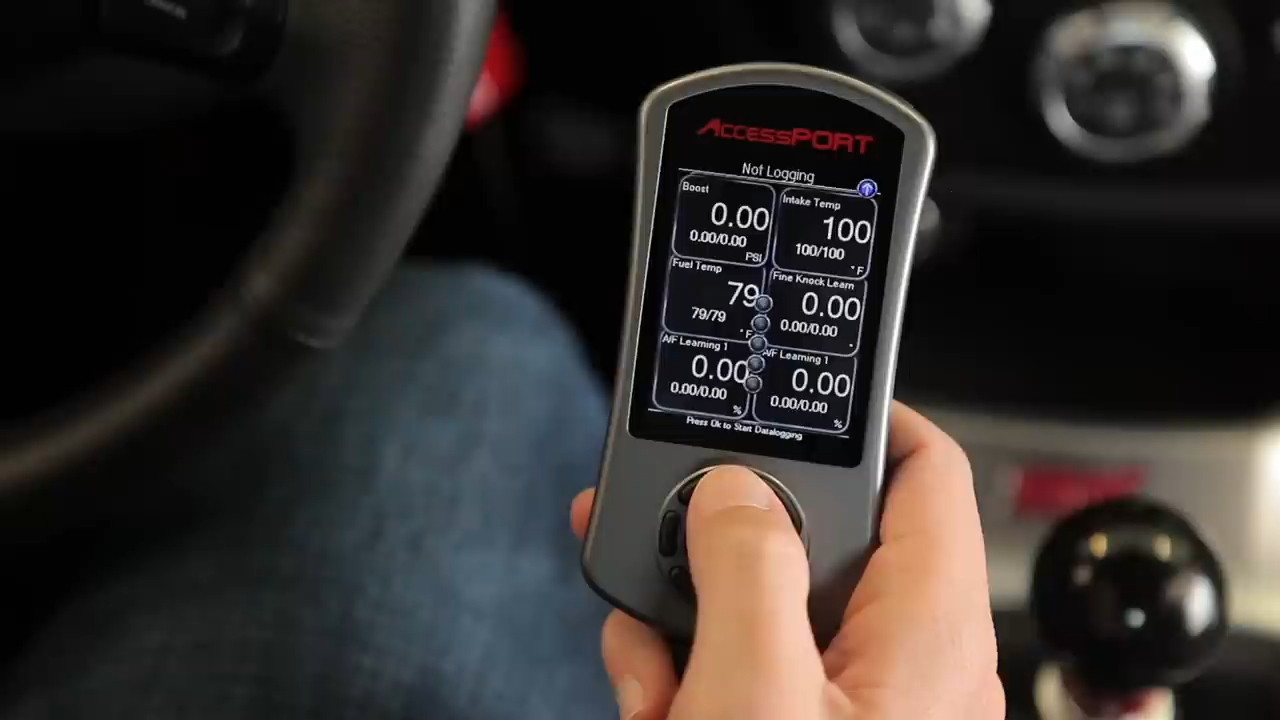 AccessPORT
Not Logging
Boost
0.00
0.00/0.00
PSI
Intake Temp
100
100/100
°F
Fuel Temp
79
79/79
°F
Fine Knock Learn
0.00
0.00/0.00
°
A/F Learning 1
0.00
0.00/0.00
%
A/F Learning 1
0.00
0.00/0.00
%
Press Ok to Start Datalogging